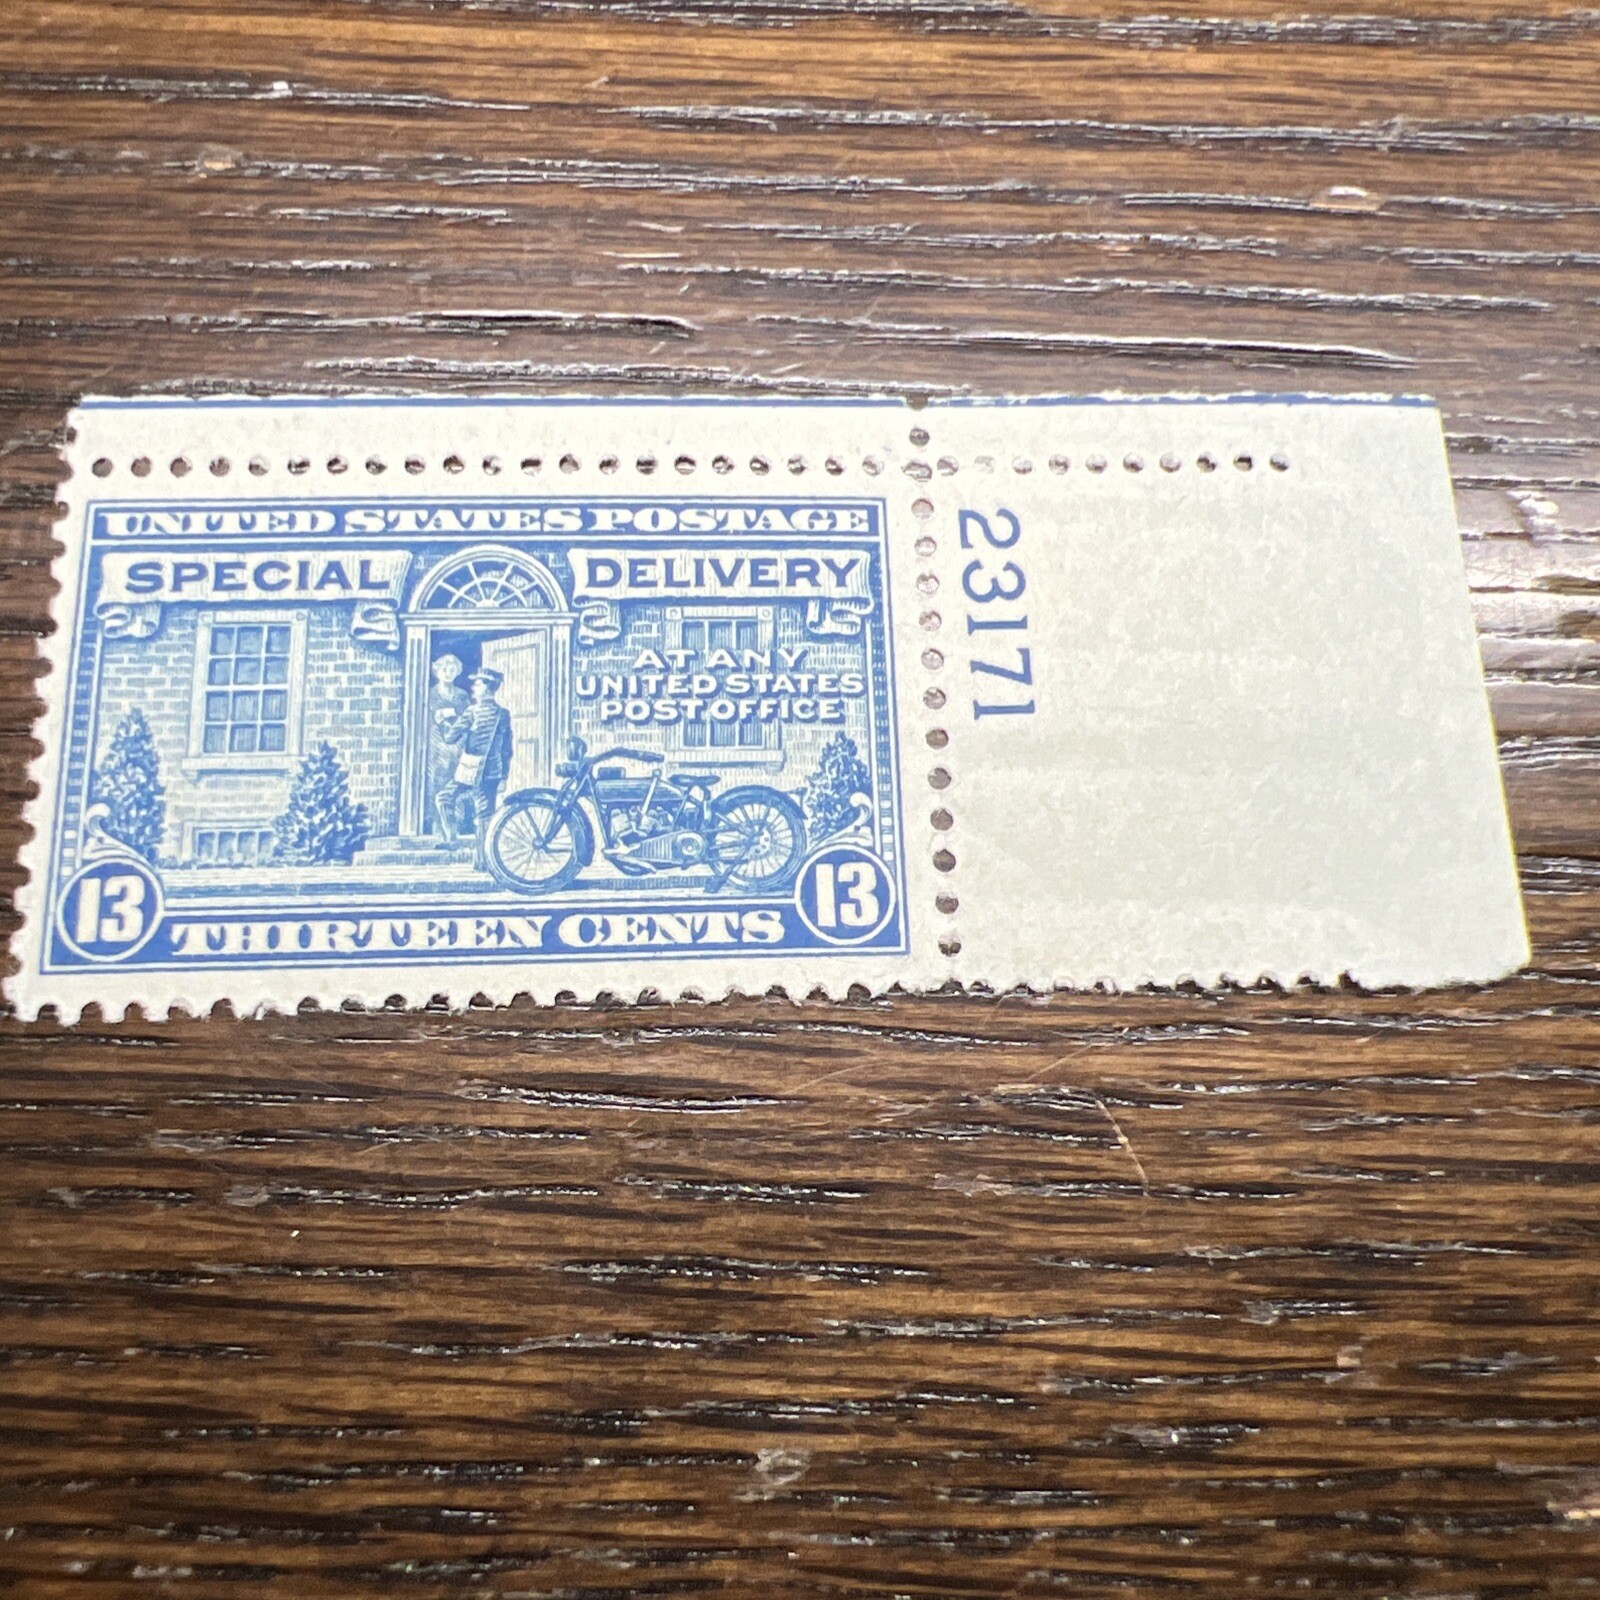 UNITED STATES POSTAGE
SPECIAL DELIVERY
AT ANY
UNITED STATES
POST OFFICE
13 13
THIRTEEN CENTS
23171